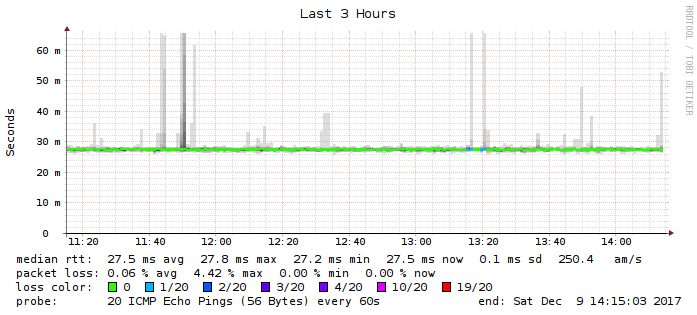 Last 3 Hours
RRDTOOL / TOBI OETIKER
Seconds
60 m
50 m
40 m
30 m
20 m
10 m
0
11:20 11:40 12:00 12:20 12:40 13:00 13:20 13:40 14:00
median rtt: 27.5 ms avg 27.8 ms max 27.2 ms min 27.5 ms now 0.1 ms sd 250.4 am/s
packet loss: 0.06 % avg 4.42 % max 0.00 % min 0.00 % now
loss color: 0 1/20 2/20 3/20 4/20 10/20 19/20
probe: 20 ICMP Echo Pings (56 Bytes) every 60s end: Sat Dec 9 14:15:03 2017